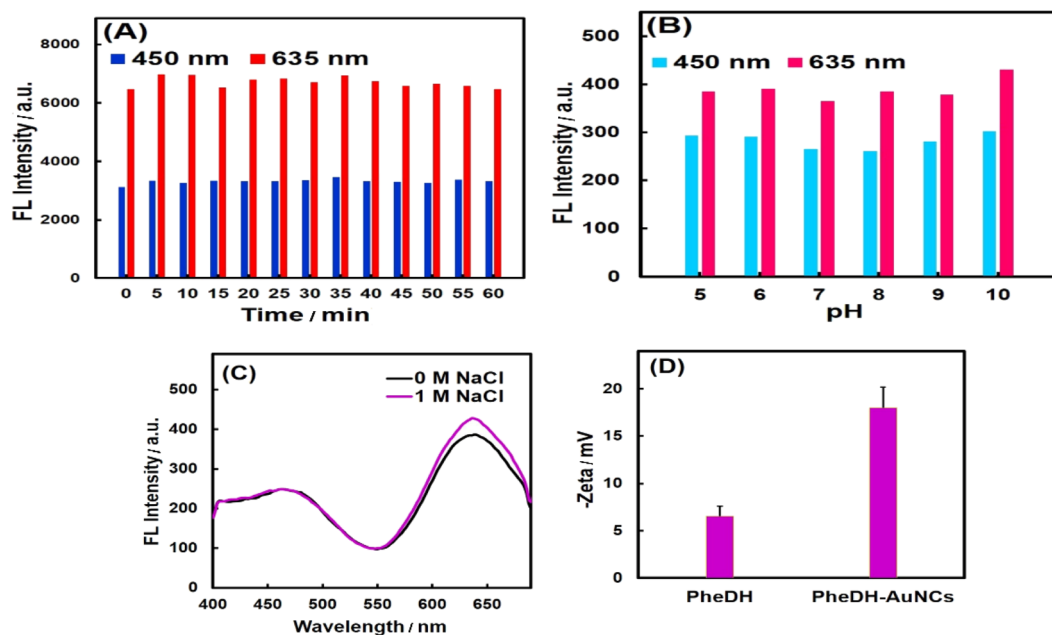 (A)
450 nm 635 nm
FL Intensity / a.u.
8000
6000
4000
2000
0
0 5 10 15 20 25 30 35 40 45 50 55 60
Time / min
(B)
450 nm 635 nm
FL Intensity / a.u.
500
400
300
200
100
0
5 6 7 8 9 10
pH
(C)
0 M NaCl
1 M NaCl
FL Intensity / a.u.
500
400
300
200
100
0
400 450 500 550 600 650
Wavelength / nm
(D)
-Zeta / mV
20
15
10
5
0
PheDH PheDH-AuNCs